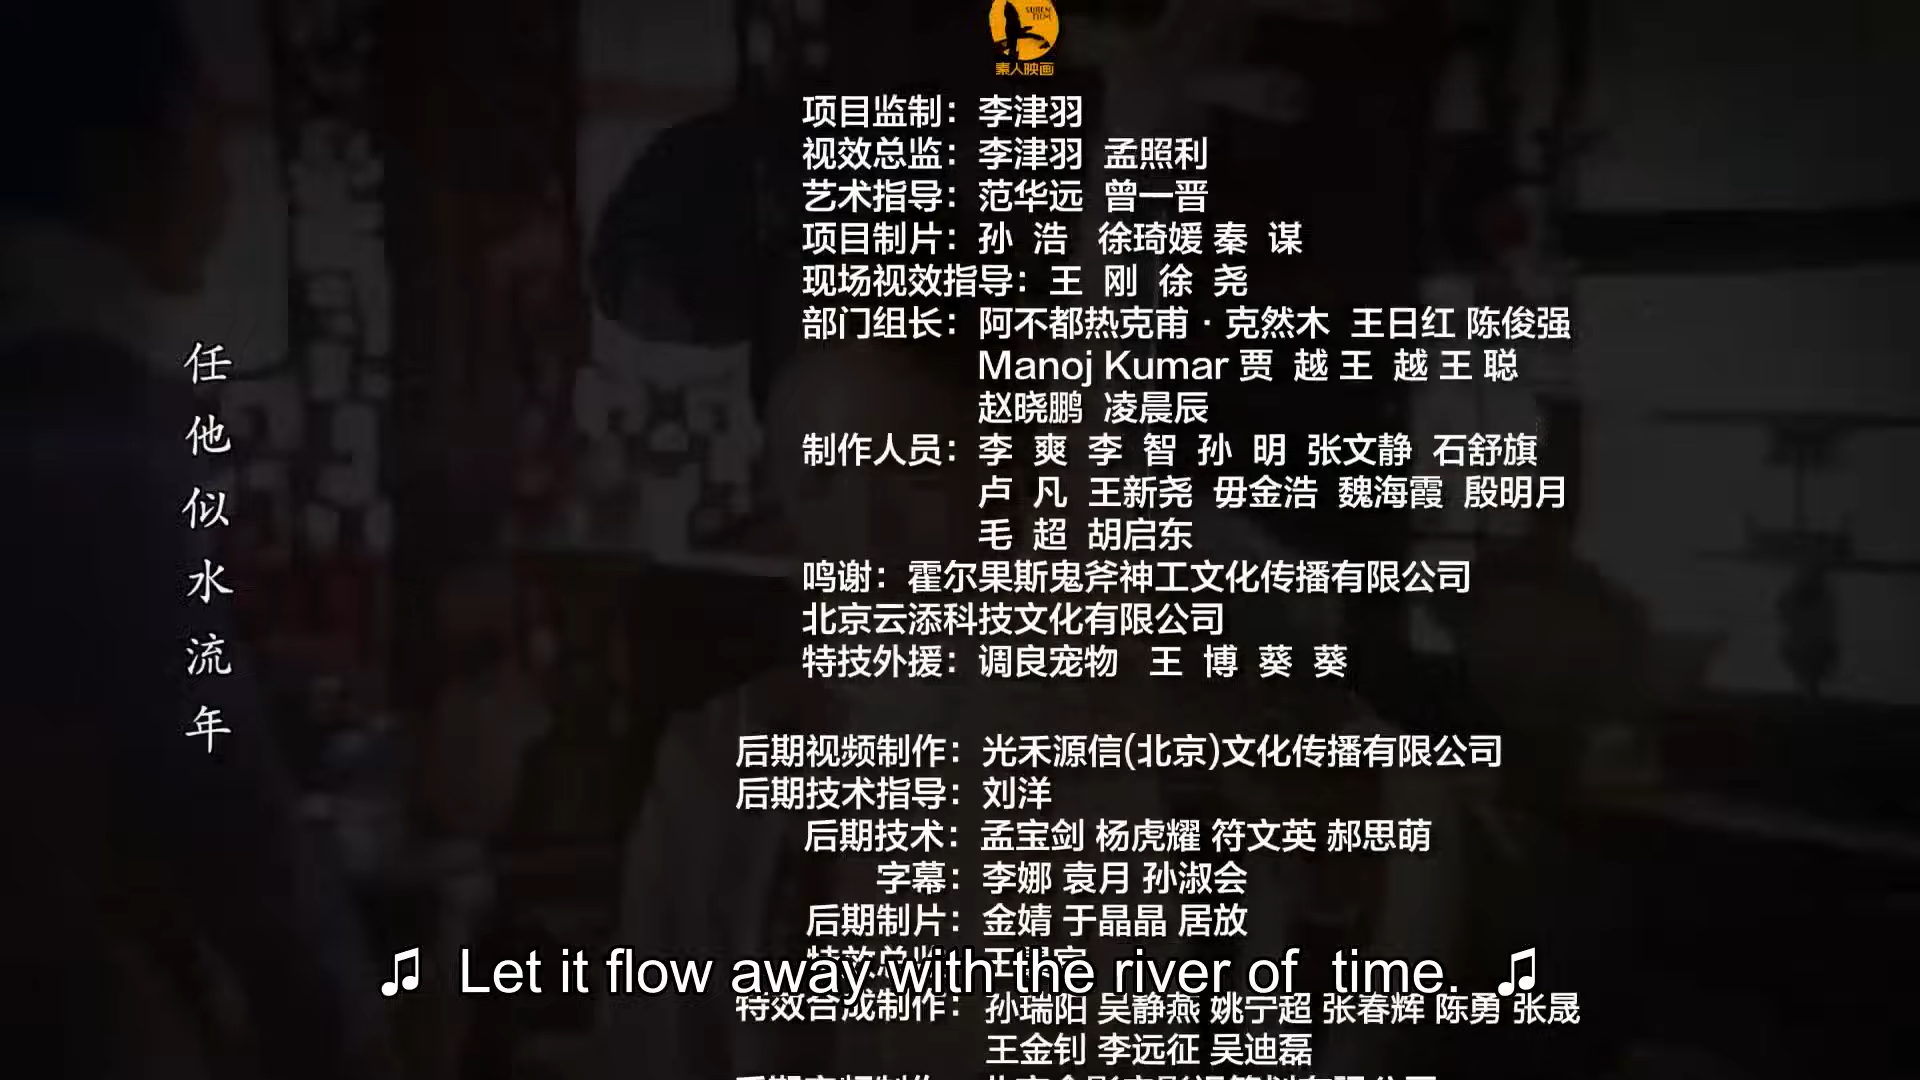 SUREN
FILM
素人映画
项目监制：李津羽
视效总监：李津羽 孟照利
艺术指导：范华远 曾一晋
项目制片：孙 浩 徐琦媛 秦 谋
现场视效指导：王 刚 徐 尧
部门组长：阿不都热克甫·克然木 王日红 陈俊强
Manoj Kumar 贾 越 王 越 王 聪
赵晓鹏 凌晨辰
制作人员：李 爽 李 智 孙 明 张文静 石舒旗
卢 凡 王新尧 毋金浩 魏海霞 殷明月
毛 超 胡启东
鸣谢：霍尔果斯鬼斧神工文化传播有限公司
北京云添科技文化有限公司
特技外援：调良宠物 王 博 葵 葵
任他似水流年
后期视频制作：光禾源信(北京)文化传播有限公司
后期技术指导：刘洋
后期技术：孟宝剑 杨虎耀 符文英 郝思萌
字幕：李娜 袁月 孙淑会
后期制片：金婧 于晶晶 居放
特效总监：王
♫ Let it flow away with the river of time. ♫
特效合成制作：孙瑞阳 吴静燕 姚宁超 张春辉 陈勇 张晟
王金钊 李远征 吴迪磊